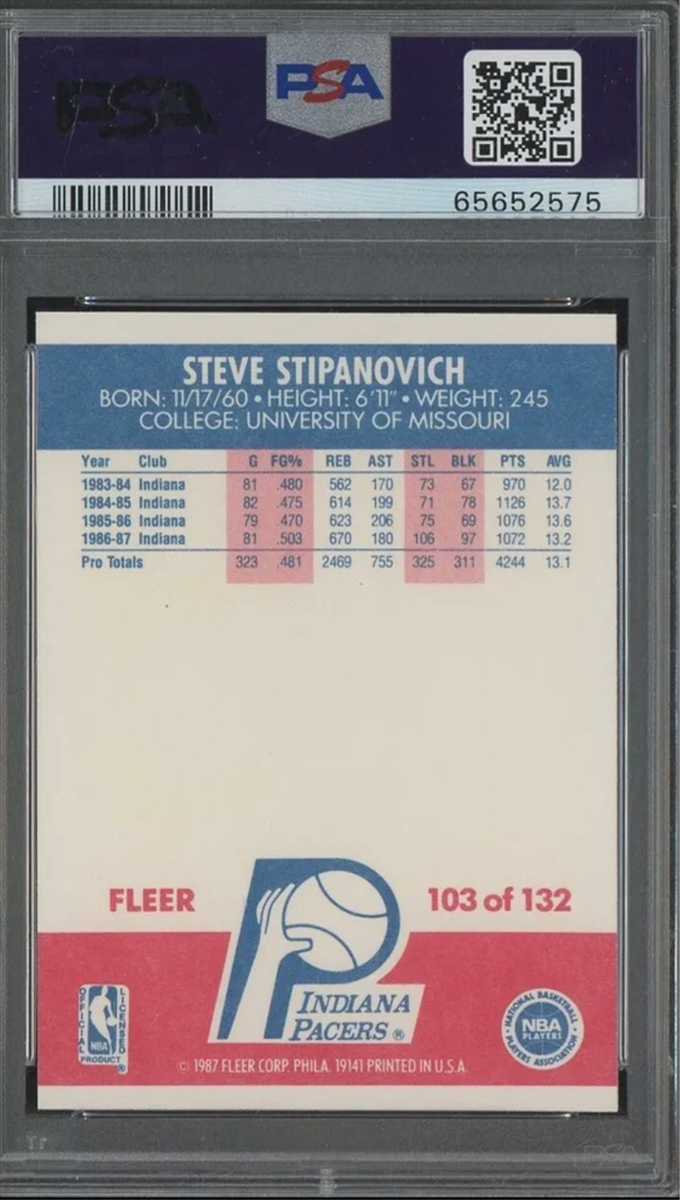 PSA PSA
65652575
STEVE STIPANOVICH
BORN: 11/17/60 • HEIGHT: 6'11" • WEIGHT: 245
COLLEGE: UNIVERSITY OF MISSOURI
Year Club G FG% REB AST STL BLK PTS AVG
1983-84 Indiana 81 .480 562 170 73 67 970 12.0
1984-85 Indiana 82 .475 614 199 71 78 1126 13.7
1985-86 Indiana 79 .470 623 206 75 69 1076 13.6
1986-87 Indiana 81 .503 670 180 106 97 1072 13.2
Pro Totals 323 .481 2469 755 325 311 4244 13.1
FLEER 103 of 132
INDIANA
PACERS ®
OFFICIAL LICENSED
NBA
PRODUCT ®
NATIONAL BASKETBALL
NBA
PLAYERS
PLAYERS ASSOCIATION
© 1987 FLEER CORP. PHILA. 19141 PRINTED IN U.S.A.
PSA